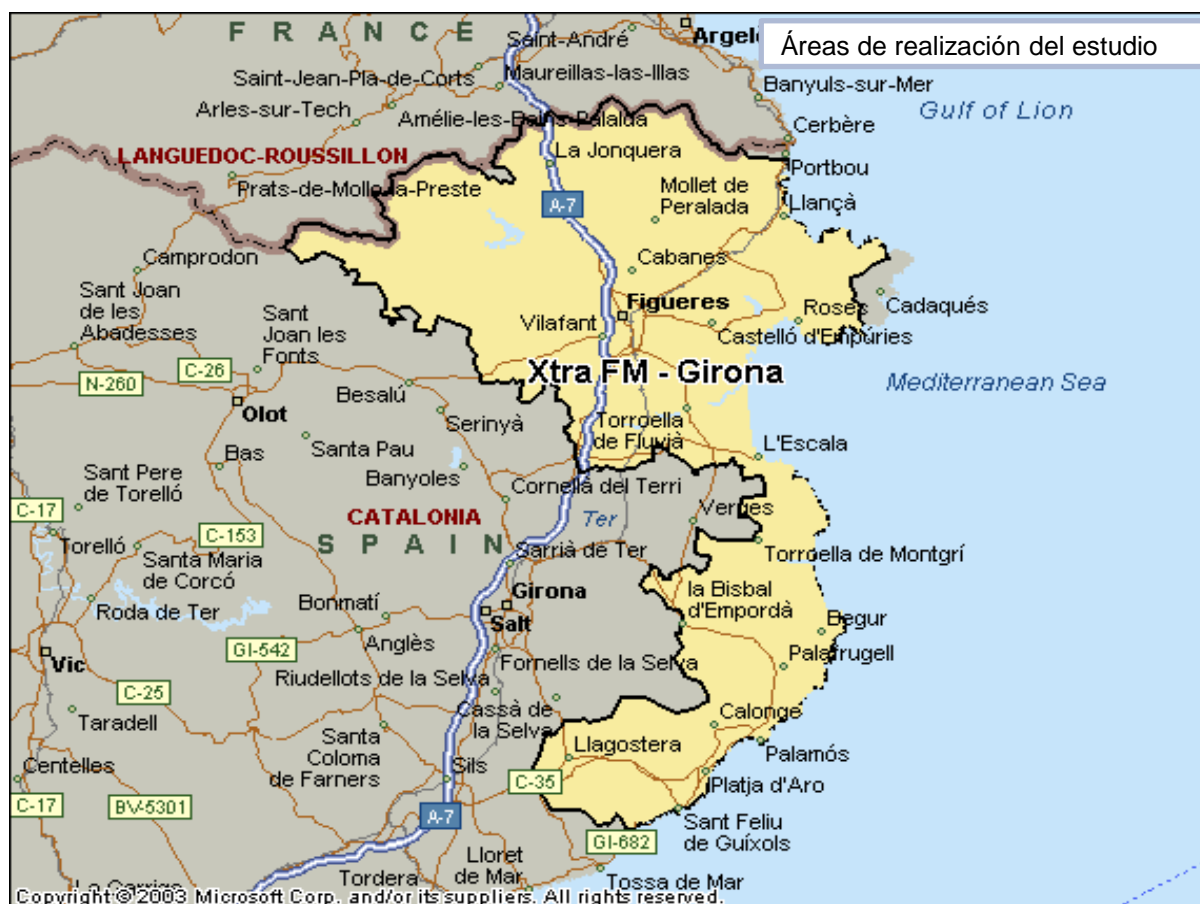 Áreas de realización del estudio
FRANCE
Saint-André
Saint-Jean-Pla-de-Corts
Maureillas-las-Illas
Banyuls-sur-Mer
Arles-sur-Tech
Amélie-les-Bains-Palalda
Gulf of Lion
Cerbère
LANGUEDOC-ROUSSILLON
La Jonquera
Portbou
Prats-de-Mollo-la-Preste
Mollet de
Peralada
Llançà
A-7
Camprodon
Cabanes
Sant Joan
de les
Abadesses
Sant
Joan les
Fonts
Figueres
Roses
Cadaqués
Vilafant
Castelló d'Empúries
C-26
N-260
Xtra FM - Girona
Mediterranean Sea
Besalú
Olot
Serinyà
Torroella
de Fluvià
Santa Pau
L'Escala
Bas
Banyoles
Sant Pere
de Torelló
Cornellà del Terri
C-17
CATALONIA
Ter
Verges
C-153
SPAIN
Torelló
Sarrià de Ter
Torroella de Montgrí
Santa Maria
de Corcó
Girona
la Bisbal
d'Empordà
Roda de Ter
Bonmatí
Salt
Begur
GI-542
Anglès
Vic
Fornells de la Selva
Palafrugell
Riudellots de la Selva
C-25
Taradell
Cassà de
la Selva
Calonge
Santa
Coloma
de Farners
Llagostera
Palamós
Centelles
Sils
C-35
Platja d'Aro
C-17
BV-5301
A-7
Sant Feliu
de Guíxols
GI-682
Lloret
de Mar
Tordera
Tossa de Mar
Copyright © 2003 Microsoft Corp. and/or its suppliers. All rights reserved.